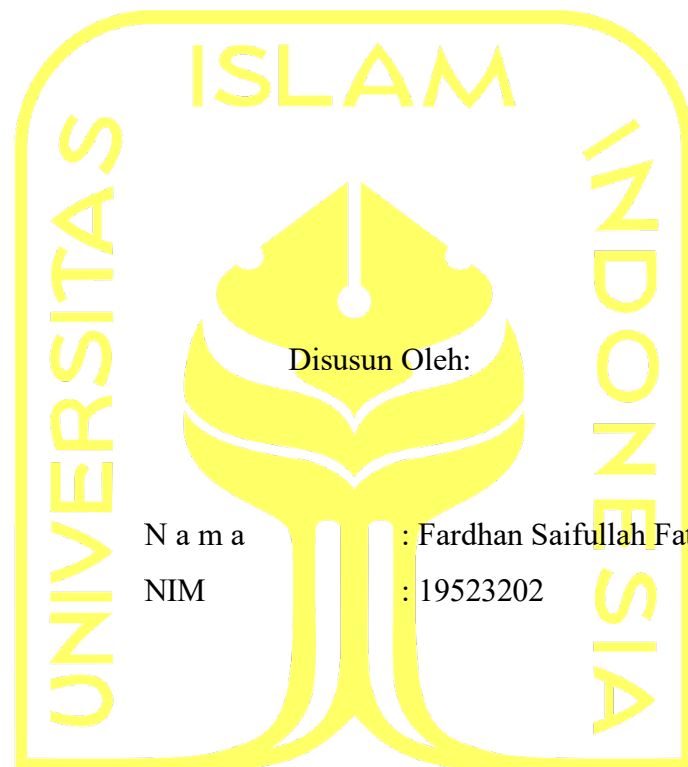 ISLAM
UNIVERSITAS
INDONESIA
Disusun Oleh:
N a m a : Fardhan Saifullah
NIM : 19523202